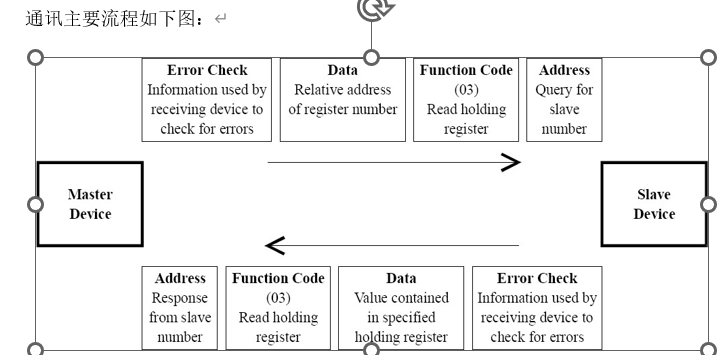 通讯主要流程如下图：
Error Check
Information used by
receiving device to
check for errors
Data
Relative address
of register number
Function Code
(03)
Read holding
register
Address
Query for
slave
number
Master
Device
Slave
Device
Address
Response
from slave
number
Function Code
(03)
Read holding
register
Data
Value contained
in specified
holding register
Error Check
Information used by
receiving device to
check for errors